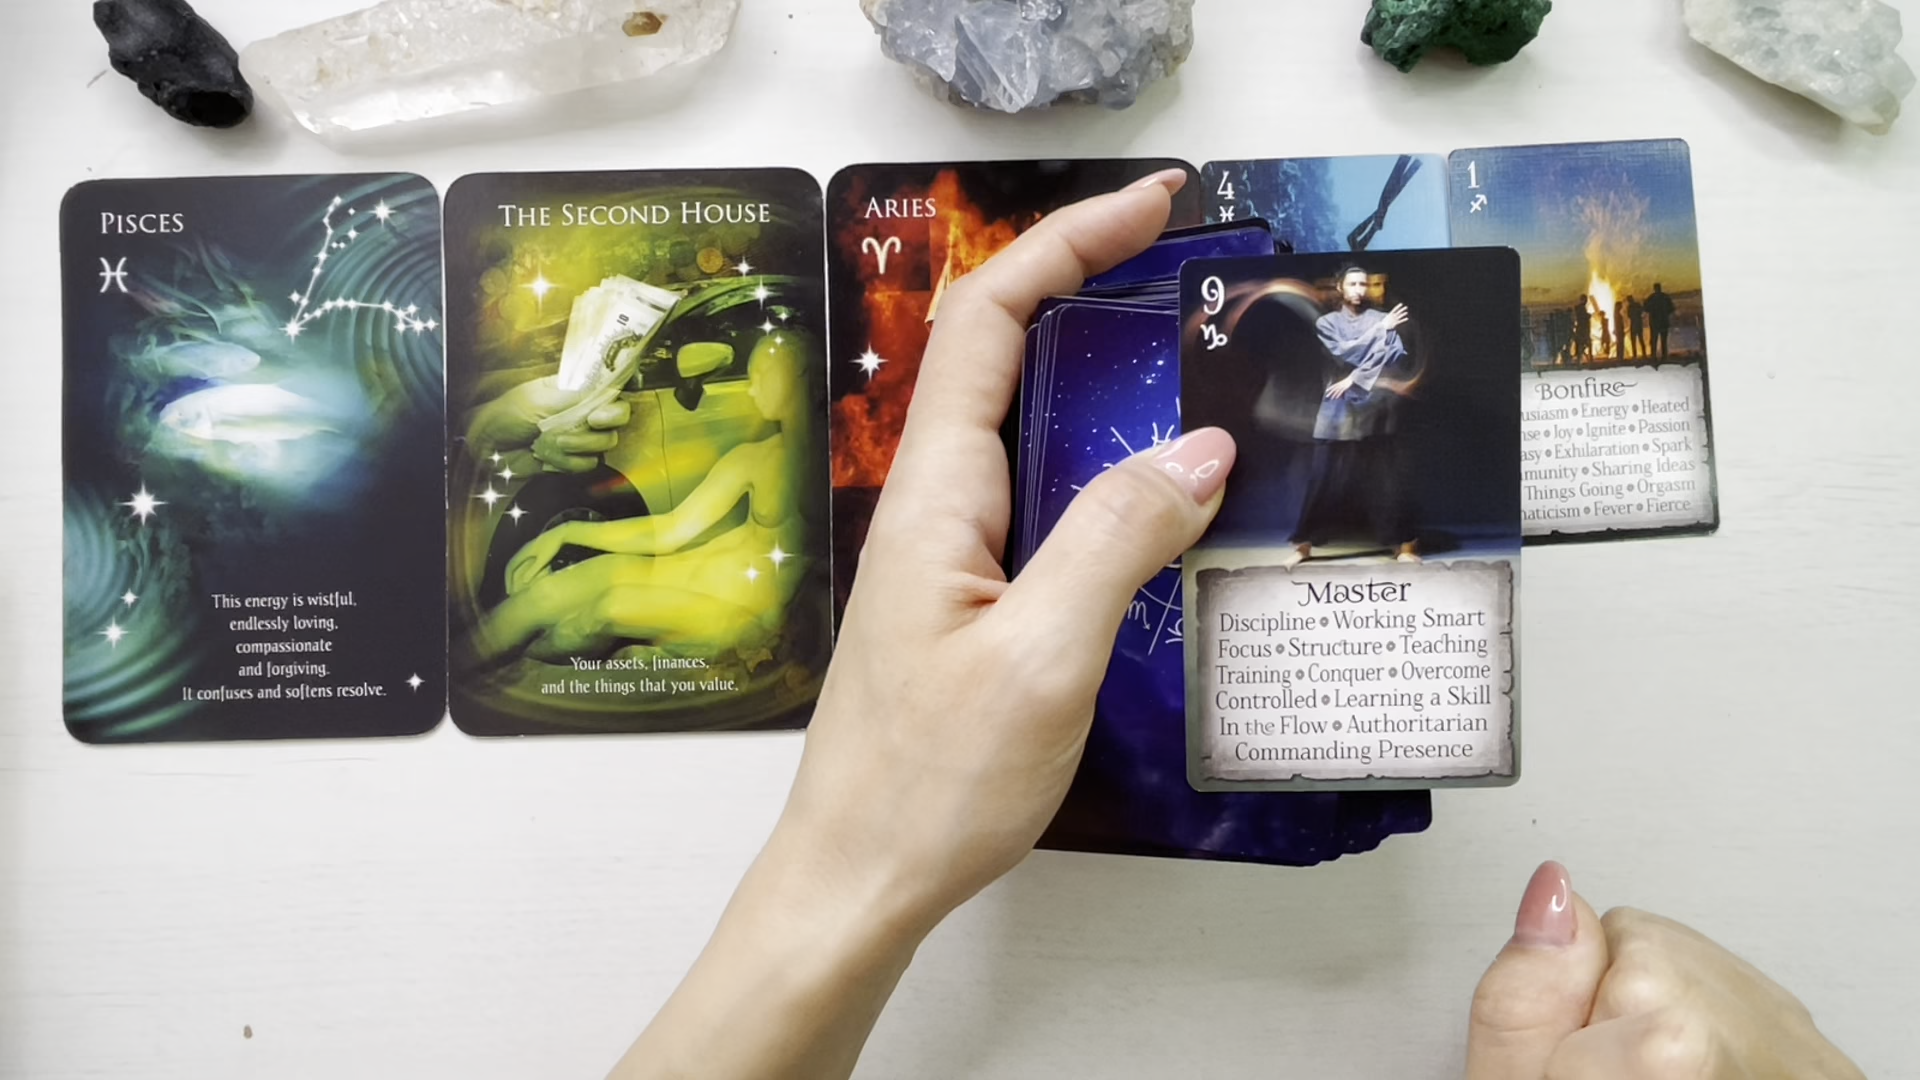 PISCES
♓
This energy is wistful,
endlessly loving,
compassionate
and forgiving.
It confuses and softens resolve.
THE SECOND HOUSE
10
Your assets, finances,
and the things that you value.
ARIES
♈
4
♓
1
♐
BONFIRE
Energy • Heated
Joy • Ignite • Passion
Exhilaration • Spark
Sharing Ideas
Things Going • Orgasm
Fever • Fierce
9
♑
Master
Discipline • Working Smart
Focus • Structure • Teaching
Training • Conquer • Overcome
Controlled • Learning a Skill
In the Flow • Authoritarian
Commanding Presence